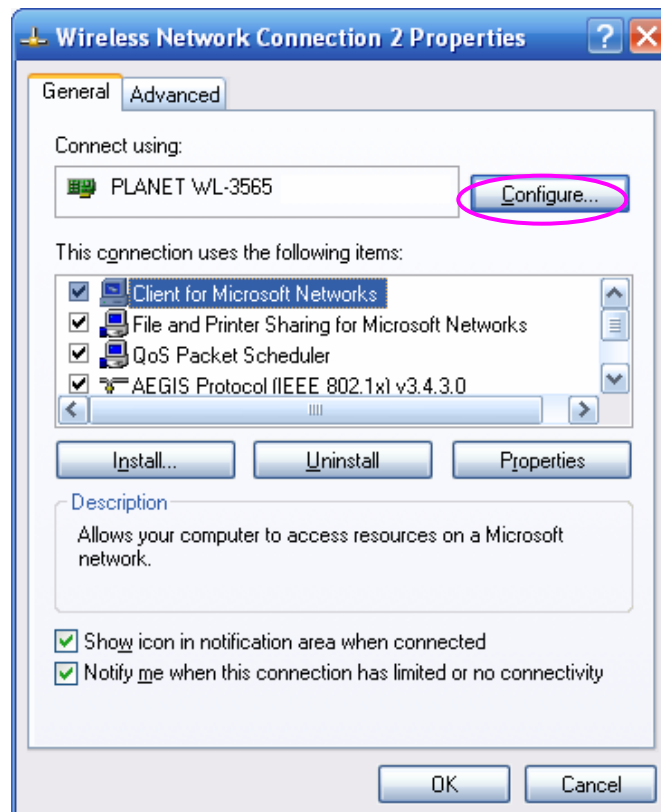 Wireless Network Connection 2 Properties
General Advanced
Connect using:
PLANET WL-3565 Configure...
This connection uses the following items:
Client for Microsoft Networks
File and Printer Sharing for Microsoft Networks
QoS Packet Scheduler
AEGIS Protocol (IEEE 802.1x) v3.4.3.0
Install... Uninstall Properties
Description
Allows your computer to access resources on a Microsoft
network.
Show icon in notification area when connected
Notify me when this connection has limited or no connectivity
OK Cancel